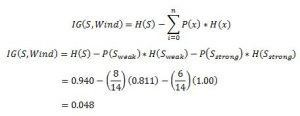 IG(S,Wind) = H(S) − ∑ⁿᵢ₌₀ P(x) ∗ H(x)
IG(S,Wind) = H(S) − P(S_weak) ∗ H(S_weak) − P(S_strong) ∗ H(S_strong)
= 0.940 − (8/14)(0.811) − (6/14)(1.00)
= 0.048